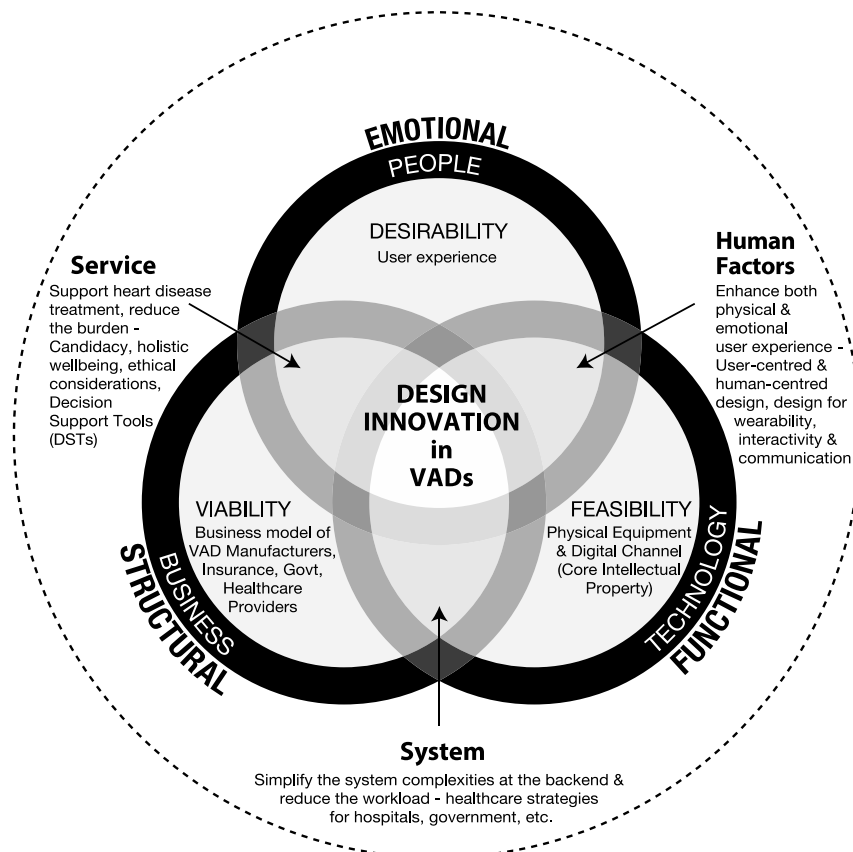 EMOTIONAL
PEOPLE
DESIRABILITY
User experience
Service
Support heart disease
treatment, reduce
the burden -
Candidacy, holistic
wellbeing, ethical
considerations,
Decision
Support Tools
(DSTs)
Human
Factors
Enhance both
physical &
emotional
user experience -
User-centred &
human-centred
design, design for
wearability,
interactivity &
communication
DESIGN
INNOVATION
in
VADs
VIABILITY
Business model of
VAD Manufacturers,
Insurance, Govt,
Healthcare
Providers
FEASIBILITY
Physical Equipment
& Digital Channel
(Core Intellectual
Property)
BUSINESS
STRUCTURAL
TECHNOLOGY
FUNCTIONAL
System
Simplify the system complexities at the backend &
reduce the workload - healthcare strategies
for hospitals, government, etc.